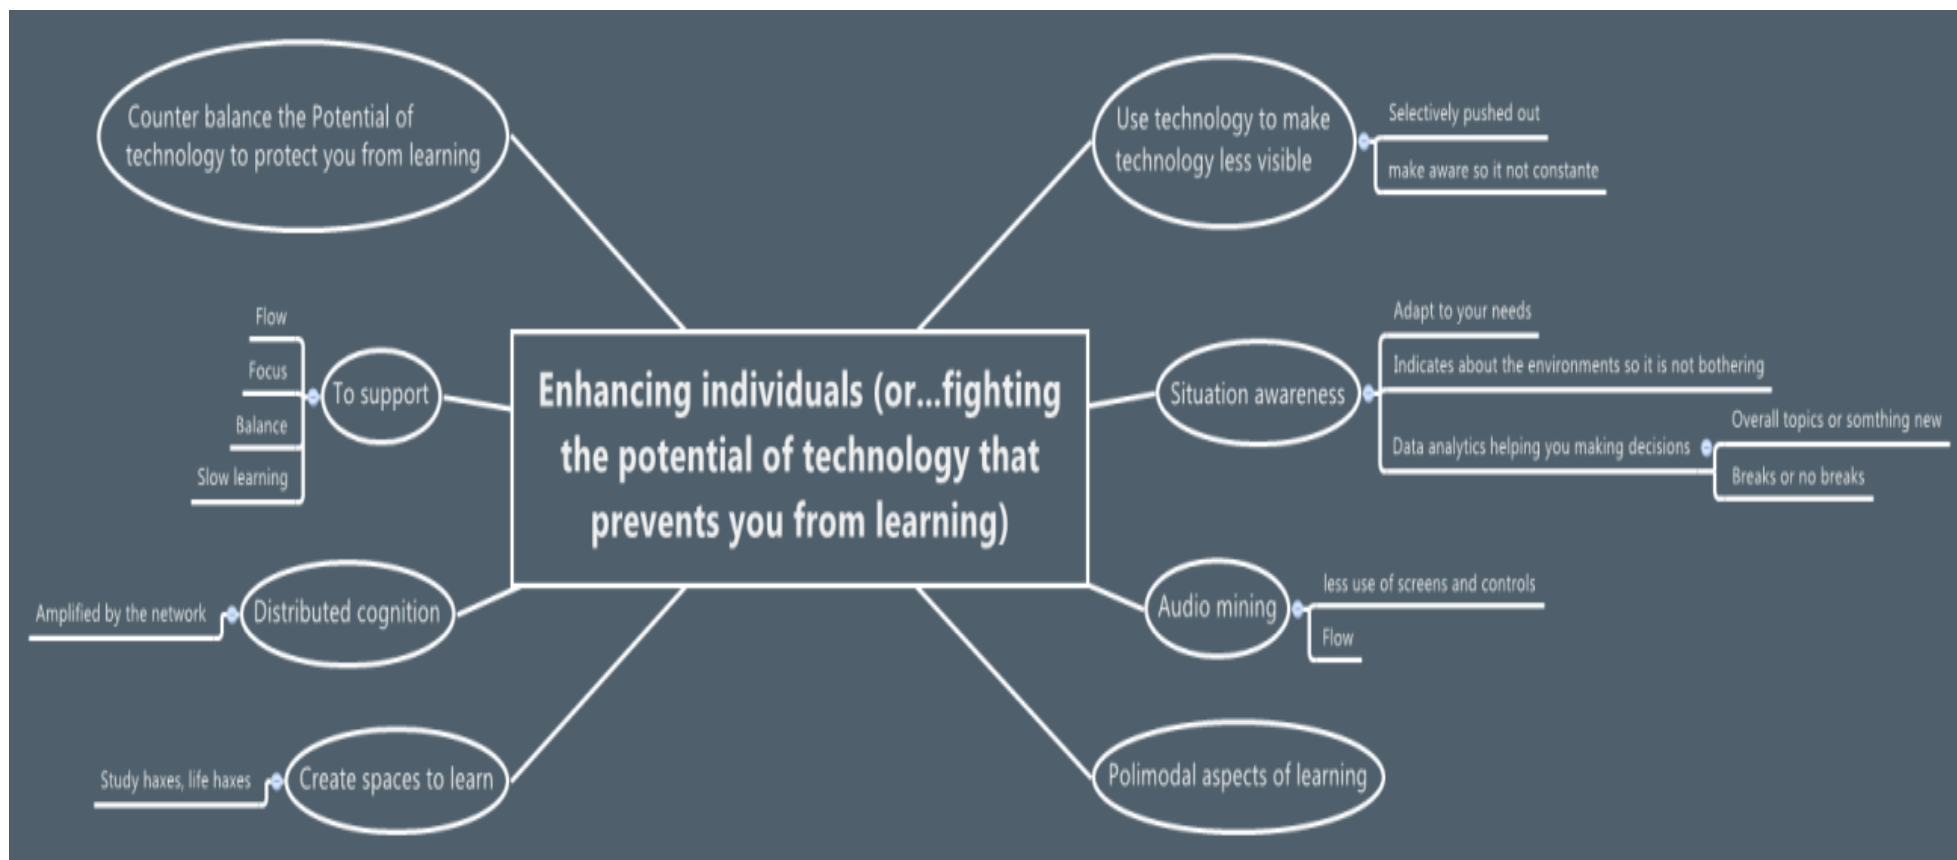 Counter balance the Potential of
technology to protect you from learning
Use technology to make
technology less visible
Selectively pushed out
make aware so it not constante
Flow
Focus
Balance
Slow learning
To support
Enhancing individuals (or...fighting
the potential of technology that
prevents you from learning)
Situation awareness
Adapt to your needs
Indicates about the environments so it is not bothering
Data analytics helping you making decisions
Overall topics or somthing new
Breaks or no breaks
Amplified by the network
Distributed cognition
Audio mining
less use of screens and controls
Flow
Study haxes, life haxes
Create spaces to learn
Polimodal aspects of learning